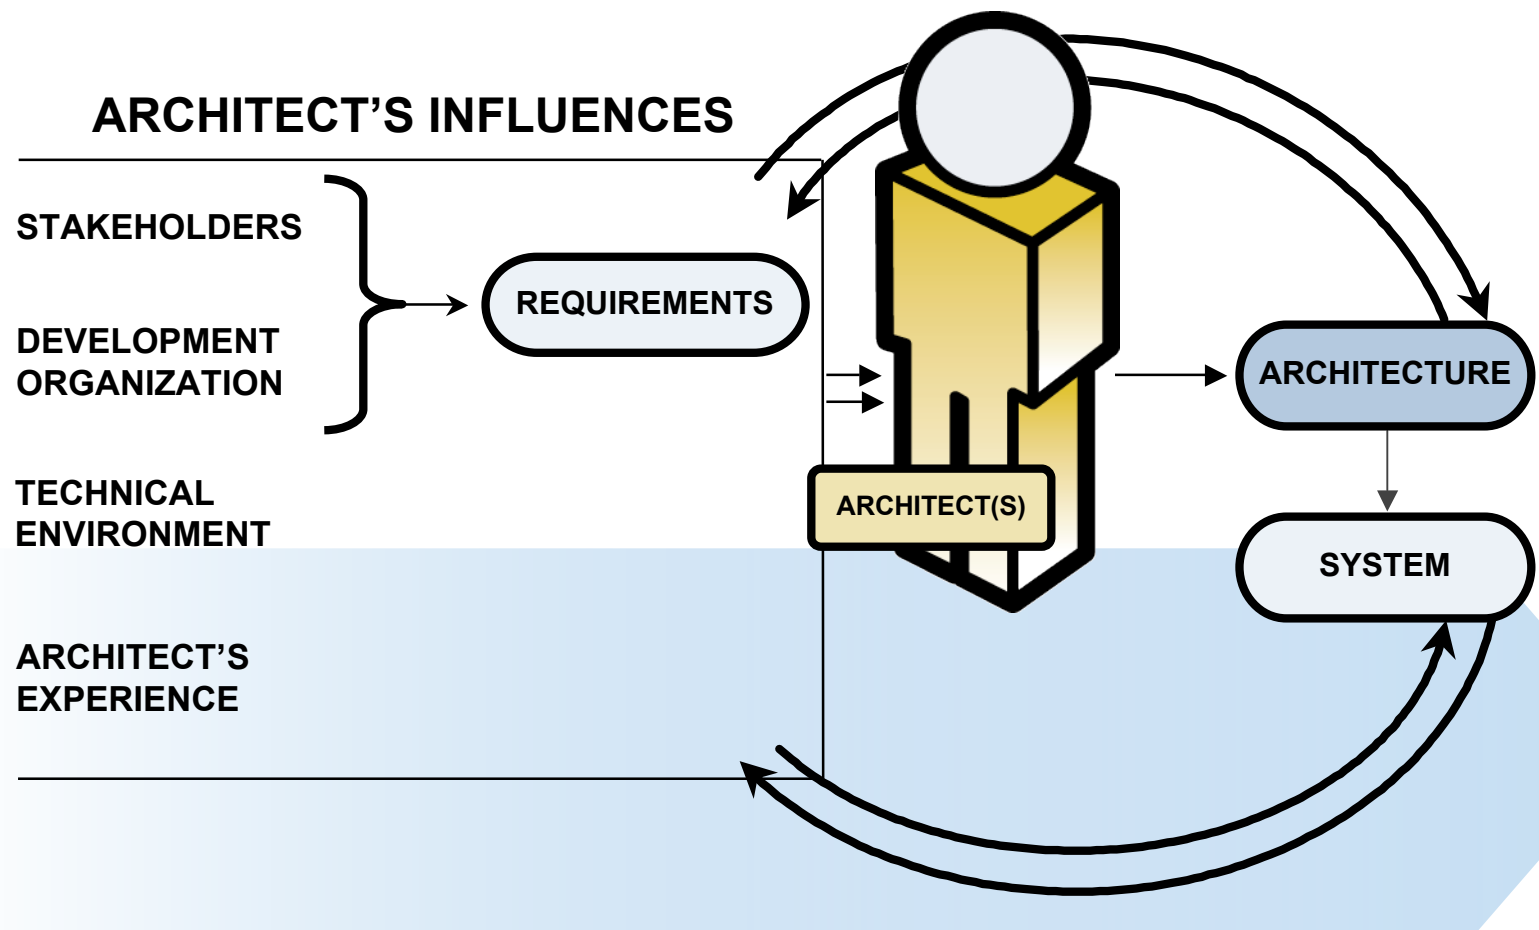 ARCHITECT’S INFLUENCES
STAKEHOLDERS
REQUIREMENTS
DEVELOPMENT
ORGANIZATION
ARCHITECTURE
TECHNICAL
ENVIRONMENT
ARCHITECT(S)
SYSTEM
ARCHITECT’S
EXPERIENCE